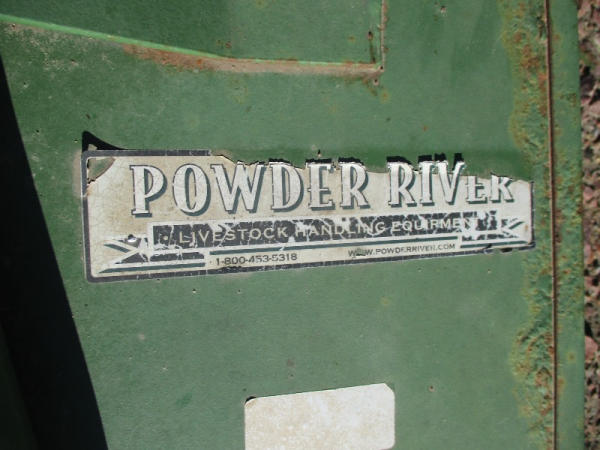 POWDER RIVER
LIVESTOCK HANDLING EQUIPMENT
1-800-453-5318 WWW.POWDERRIVER.COM